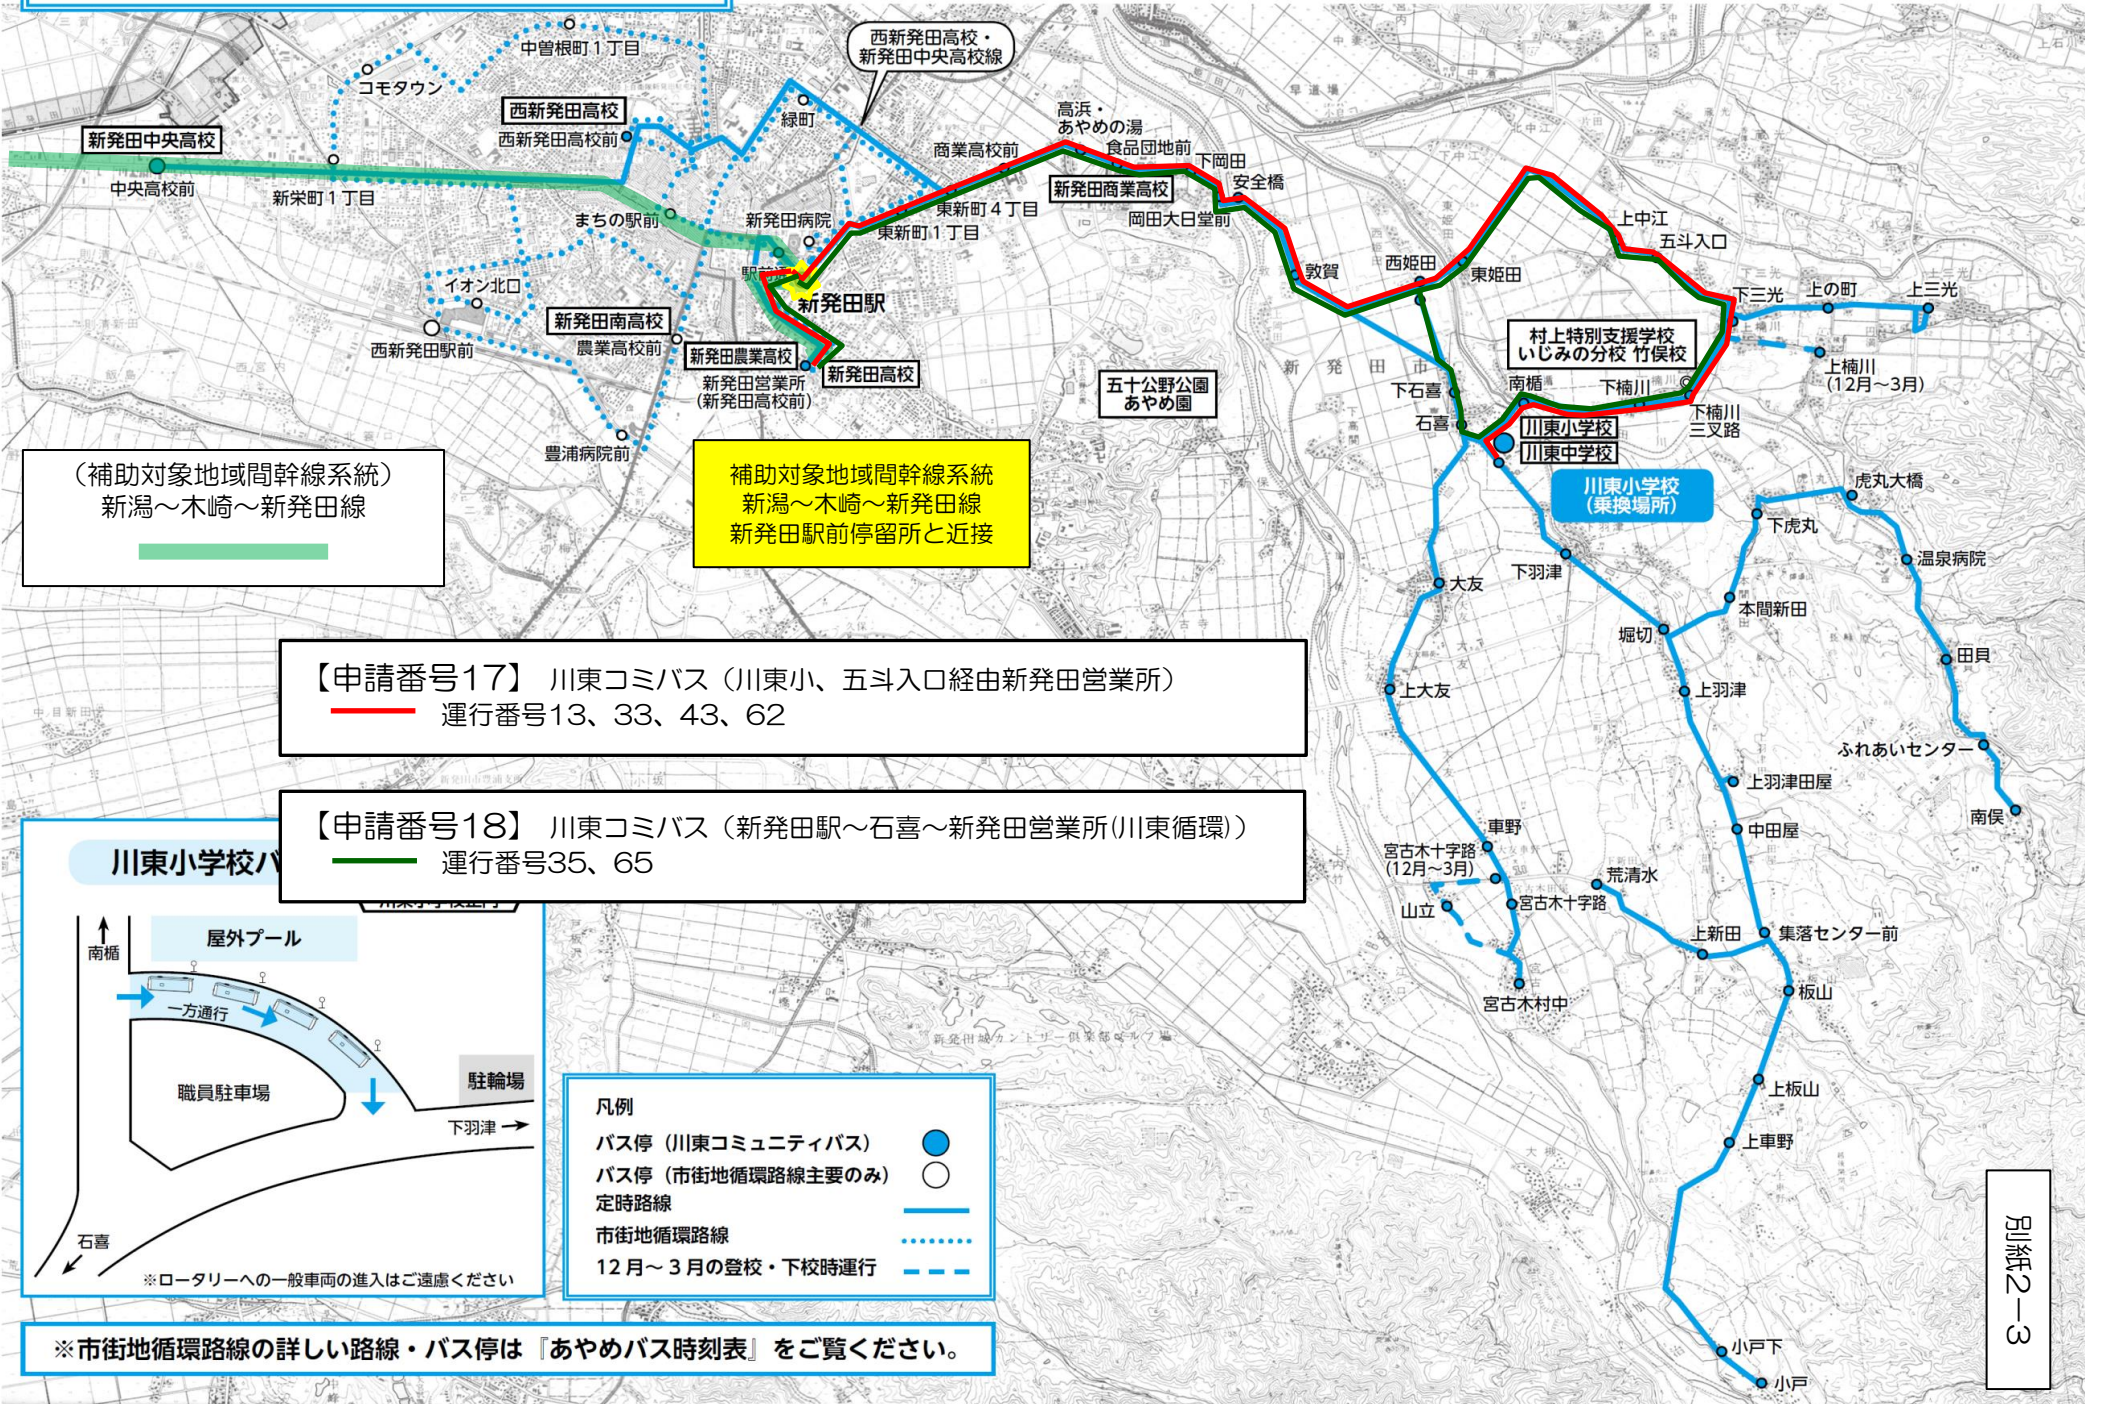 中曽根町1丁目
コモタウン
西新発田高校・
新発田中央高校線
西新発田高校
西新発田高校前
緑町
新発田中央高校
中央高校前
新栄町1丁目
まちの駅前
新発田病院
駅前通
新発田駅
商業高校前
高浜・
あやめの湯
食品団地前
下岡田
新発田商業高校
安全橋
岡田大日堂前
東新町4丁目
東新町1丁目
敦賀
西姫田
東姫田
上中江
五斗入口
下三光
上の町
上三光
上楠川
(12月～3月)
村上特別支援学校
いじみの分校 竹俣校
イオン北口
西新発田駅前
新発田南高校
農業高校前
新発田農業高校
新発田営業所
(新発田高校前)
新発田高校
豊浦病院前
五十公野公園
あやめ園
新発田市
下石喜
石喜
南楯
下楠川
下楠川
三叉路
川東小学校
川東中学校
川東小学校
(乗換場所)
(補助対象地域間幹線系統)
新潟～木崎～新発田線
補助対象地域間幹線系統
新潟～木崎～新発田線
新発田駅前停留所と近接
虎丸大橋
下虎丸
温泉病院
下羽津
本間新田
大友
堀切
田貝
上大友
上羽津
ふれあいセンター
上羽津田屋
南俣
中田屋
車野
宮古木十字路
(12月～3月)
荒清水
山立
宮古木十字路
上新田
集落センター前
宮古木村中
板山
上板山
上車野
小戸下
小戸
【申請番号17】 川東コミバス（川東小、五斗入口経由新発田営業所）
運行番号13、33、43、62
【申請番号18】 川東コミバス（新発田駅～石喜～新発田営業所(川東循環)）
運行番号35、65
川東小学校バ
南楯
屋外プール
一方通行
職員駐車場
駐輪場
下羽津
石喜
※ロータリーへの一般車両の進入はご遠慮ください
新発田城カントリー倶楽部ゴルフ場
凡例
バス停（川東コミュニティバス）
バス停（市街地循環路線主要のみ）
定時路線
市街地循環路線
12月～3月の登校・下校時運行
※市街地循環路線の詳しい路線・バス停は『あやめバス時刻表』をご覧ください。
別紙2－3